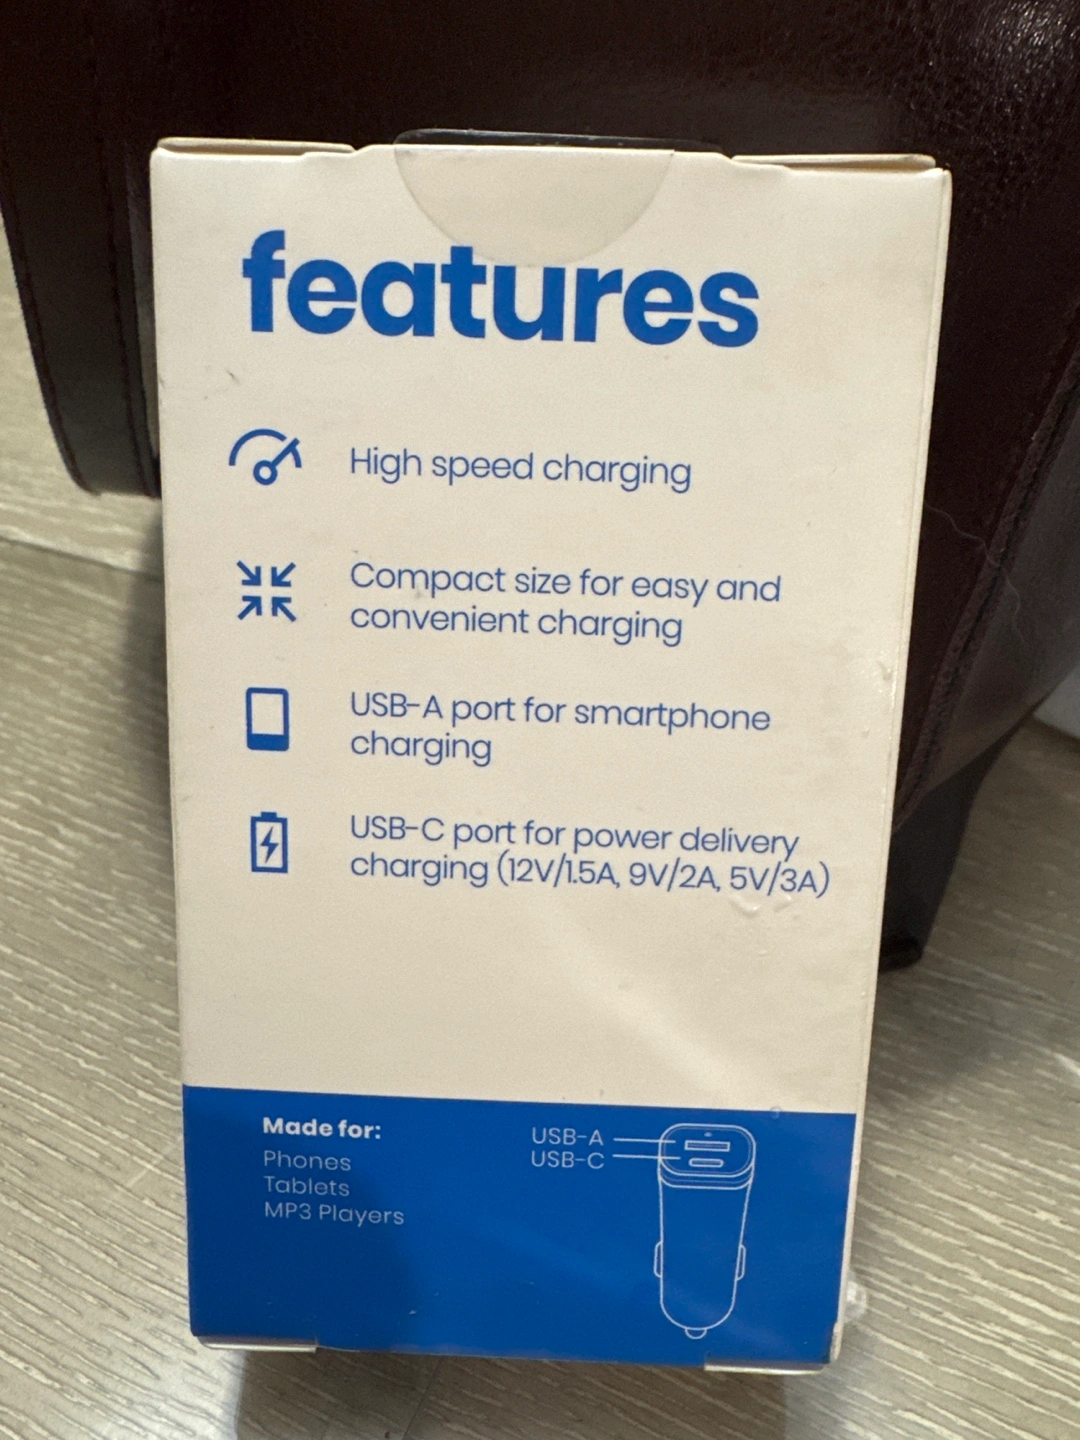 features
High speed charging
Compact size for easy and
convenient charging
USB-A port for smartphone
charging
USB-C port for power delivery
charging (12V/1.5A, 9V/2A, 5V/3A)
Made for:
Phones
Tablets
MP3 Players
USB-A
USB-C